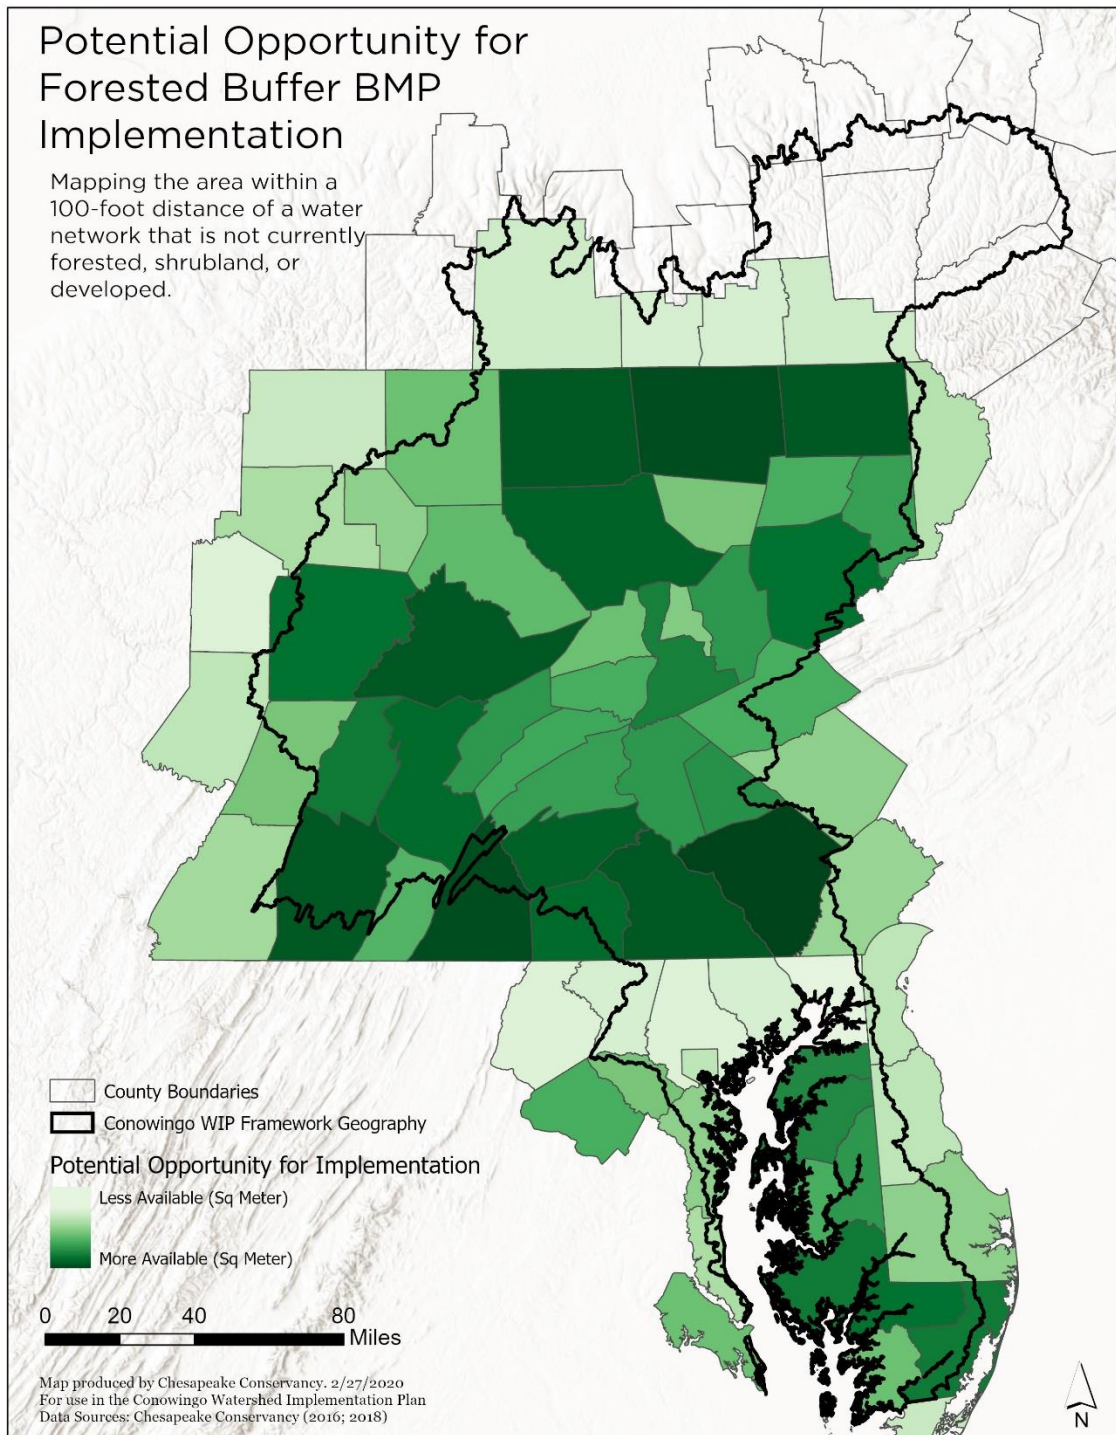 Potential Opportunity for
Forested Buffer BMP
Implementation
Mapping the area within a
100-foot distance of a water
network that is not currently
forested, shrubland, or
developed.
County Boundaries
Conowingo WIP Framework Geography
Potential Opportunity for Implementation
Less Available (Sq Meter)
More Available (Sq Meter)
0 20 40 80
Miles
Map produced by Chesapeake Conservancy. 2/27/2020
For use in the Conowingo Watershed Implementation Plan
Data Sources: Chesapeake Conservancy (2016; 2018)
N